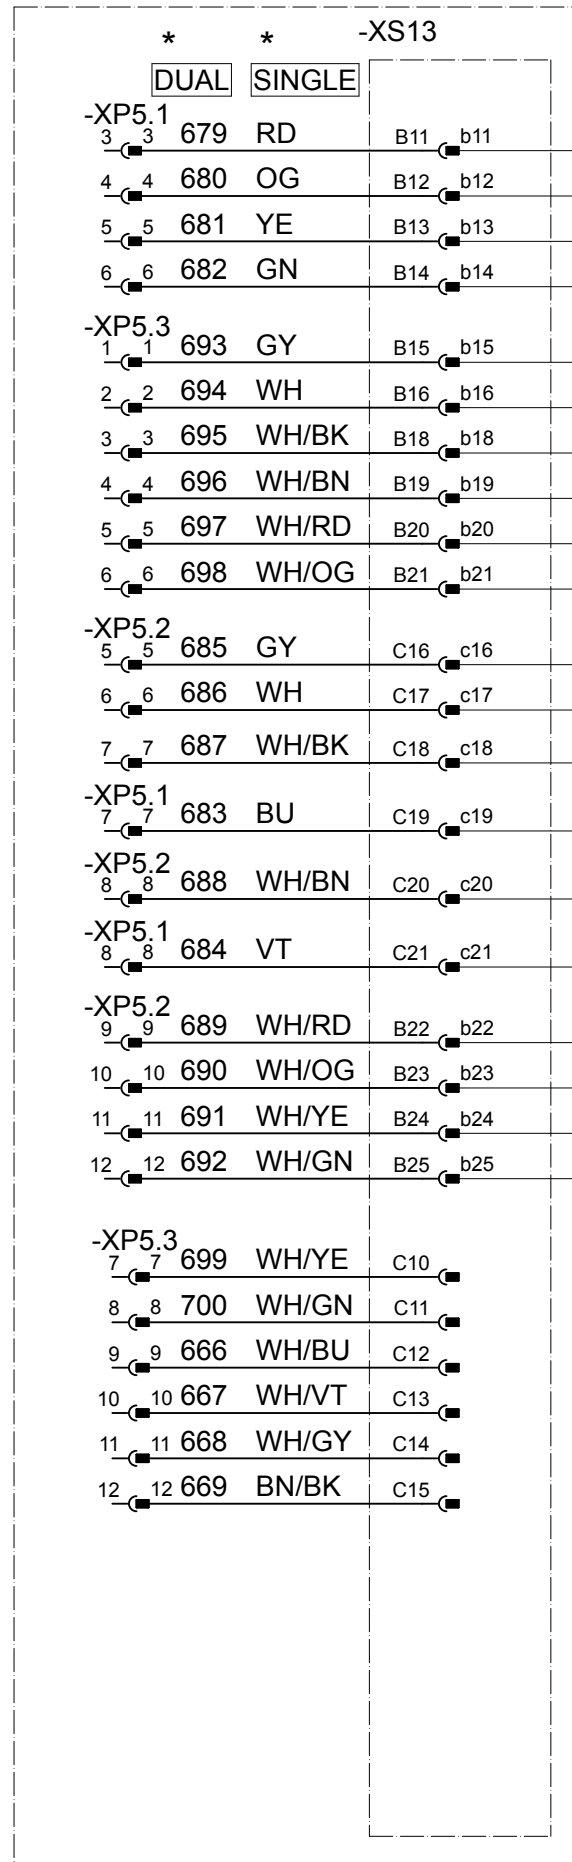 * * -XS13
DUAL SINGLE
-XP5.1
3 3 679 RD B11 b11
4 4 680 OG B12 b12
5 5 681 YE B13 b13
6 6 682 GN B14 b14
-XP5.3
1 1 693 GY B15 b15
2 2 694 WH B16 b16
3 3 695 WH/BK B18 b18
4 4 696 WH/BN B19 b19
5 5 697 WH/RD B20 b20
6 6 698 WH/OG B21 b21
-XP5.2
5 5 685 GY C16 c16
6 6 686 WH C17 c17
7 7 687 WH/BK C18 c18
-XP5.1
7 7 683 BU C19 c19
-XP5.2
8 8 688 WH/BN C20 c20
-XP5.1
8 8 684 VT C21 c21
-XP5.2
9 9 689 WH/RD B22 b22
10 10 690 WH/OG B23 b23
11 11 691 WH/YE B24 b24
12 12 692 WH/GN B25 b25
-XP5.3
7 7 699 WH/YE C10
8 8 700 WH/GN C11
9 9 666 WH/BU C12
10 10 667 WH/VT C13
11 11 668 WH/GY C14
12 12 669 BN/BK C15